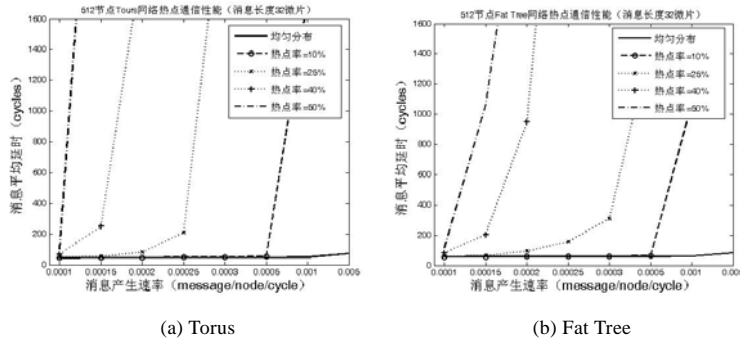 512节点Tours网络热点通信性能（消息长度32微片）
1600
1400
1200
1000
800
600
400
200
0
消息平均延时（cycles）
均匀分布
热点率=10%
热点率=25%
热点率=40%
热点率=50%
0.0001 0.00015 0.0002 0.00025 0.0003 0.0005 0.001 0.005
消息产生速率（message/node/cycle）
(a) Torus
512节点Fat Tree网络热点通信性能（消息长度32微片）
1600
1400
1200
1000
800
600
400
200
0
消息平均延时（cycles）
均匀分布
热点率=10%
热点率=25%
热点率=40%
热点率=50%
0.0001 0.00015 0.0002 0.00025 0.0003 0.0005 0.001 0.005
消息产生速率（message/node/cycle）
(b) Fat Tree